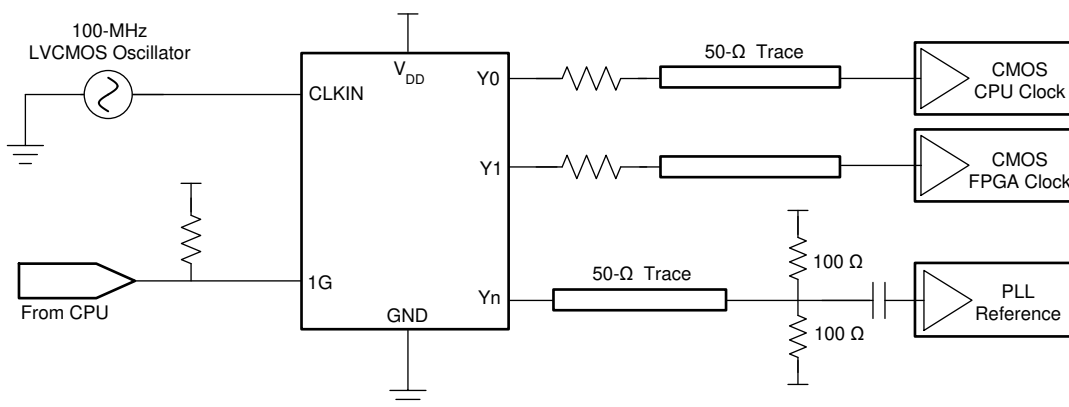 100-MHz
LVCMOS Oscillator
V_DD
CLKIN
Y0
50-Ω Trace
CMOS
CPU Clock
Y1
CMOS
FPGA Clock
1G
From CPU
GND
Yn
50-Ω Trace
100 Ω
100 Ω
PLL
Reference